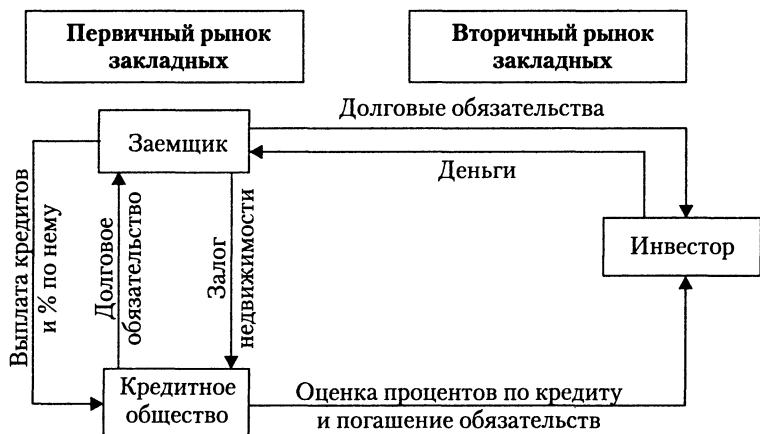 Первичный рынок
закладных
Вторичный рынок
закладных
Долговые обязательства
Заемщик
Деньги
Выплата кредитов
и % по нему
Долговое
обязательство
Залог
недвижимости
Инвестор
Кредитное
общество
Оценка процентов по кредиту
и погашение обязательств